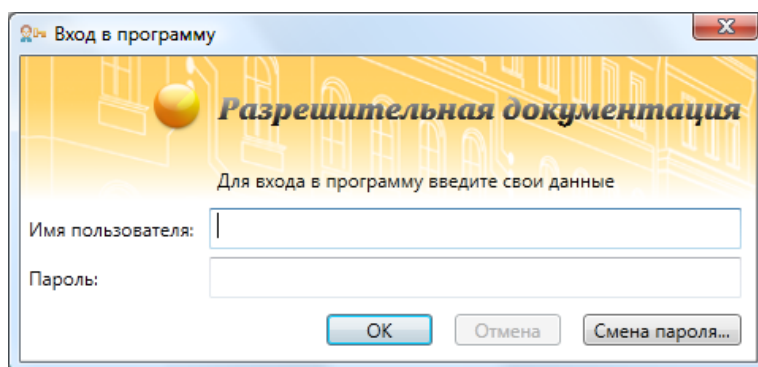 Вход в программу
Разрешительная документация
Для входа в программу введите свои данные
Имя пользователя:
Пароль:
OK Отмена Смена пароля...